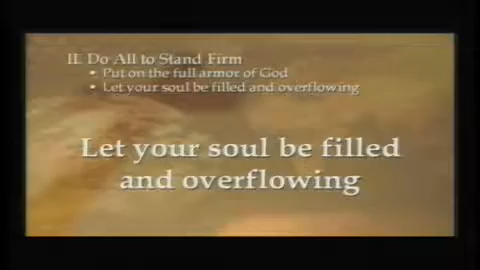 II. Do All to Stand Firm
• Put on the full armor of God
• Let your soul be filled and overflowing
Let your soul be filled
and overflowing